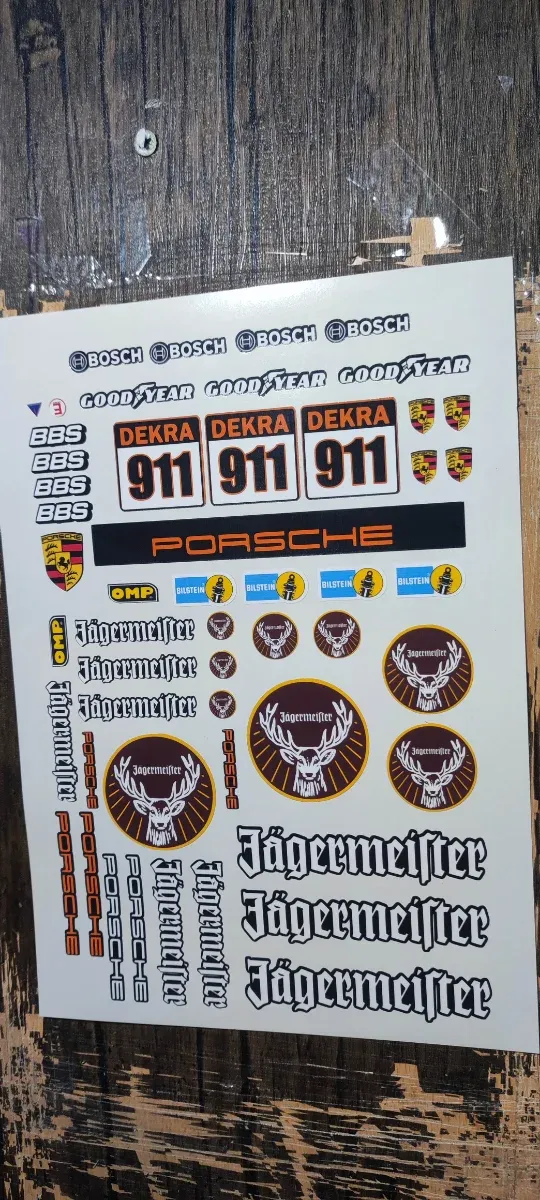 BOSCH BOSCH BOSCH BOSCH
GOODYEAR GOODYEAR GOODYEAR
E
BBS
BBS
BBS
BBS
DEKRA DEKRA DEKRA
911 911 911
PORSCHE
OMP BILSTEIN BILSTEIN BILSTEIN BILSTEIN
OMP
Jägermeiſter
Jägermeiſter
Jägermeiſter
Jägermeiſter
Jägermeiſter
Jägermeiſter
Jägermeiſter
Jägermeiſter
PORSCHE
PORSCHE
PORSCHE
PORSCHE
PORSCHE
PORSCHE
Jägermeiſter
Jägermeiſter
Jägermeiſter
Jägermeiſter
Jägermeiſter